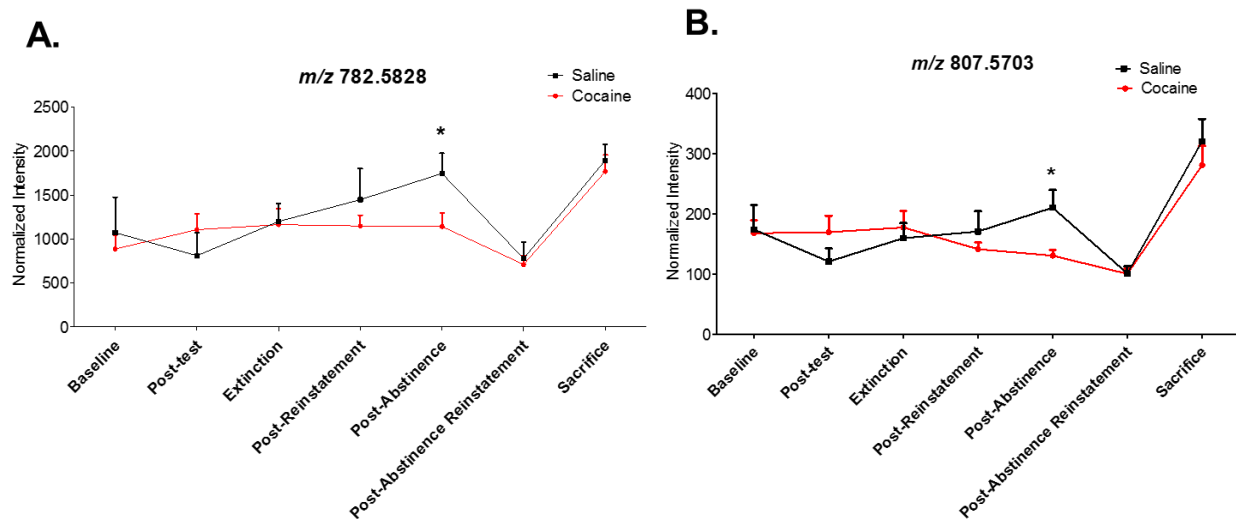 A.
m/z 782.5828
Saline
Cocaine
Normalized Intensity
2500
2000
1500
1000
500
0
*
Baseline
Post-test
Extinction
Post-Reinstatement
Post-Abstinence
Post-Abstinence Reinstatement
Sacrifice
B.
m/z 807.5703
Saline
Cocaine
Normalized Intensity
400
300
200
100
0
*
Baseline
Post-test
Extinction
Post-Reinstatement
Post-Abstinence
Post-Abstinence Reinstatement
Sacrifice